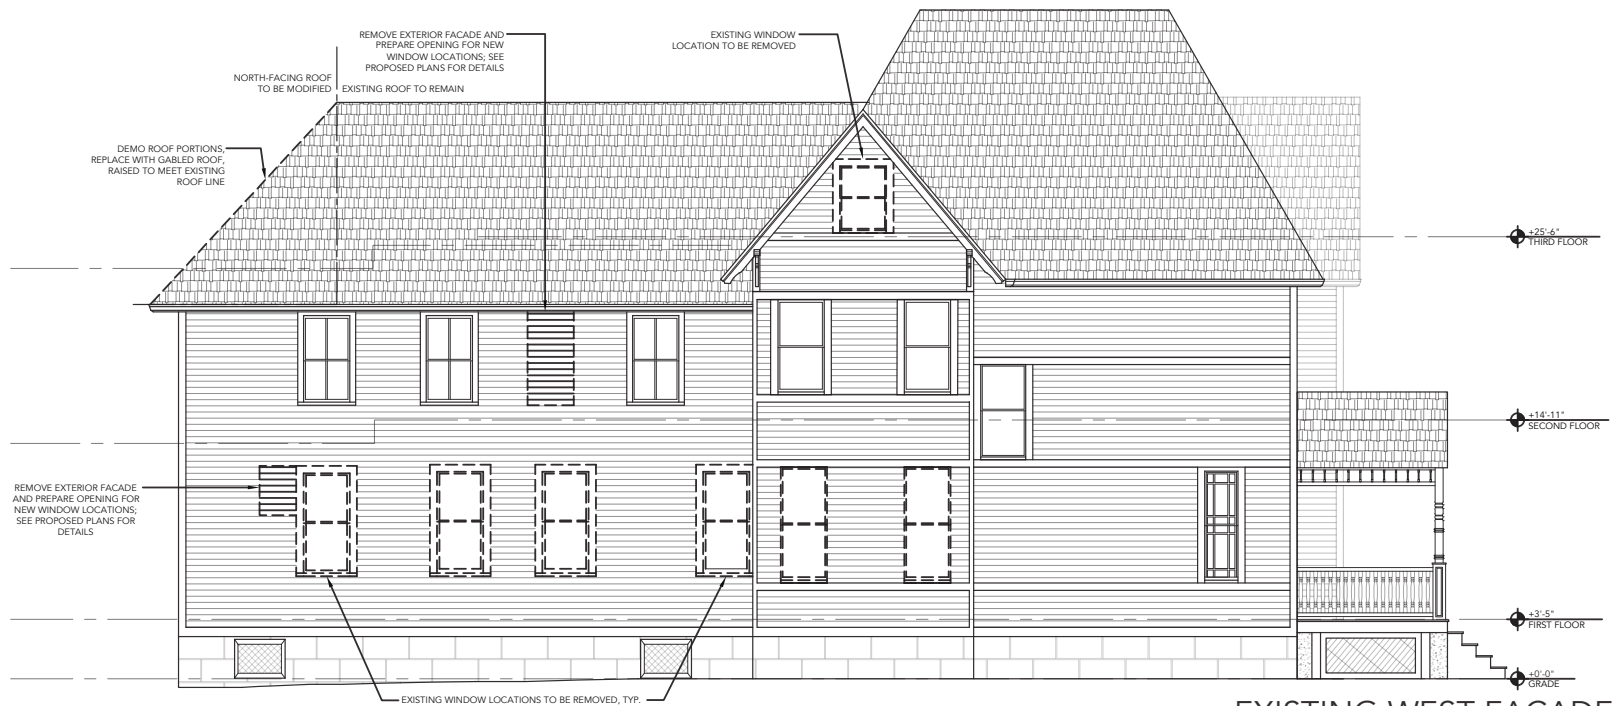 REMOVE EXTERIOR FACADE AND
PREPARE OPENING FOR NEW
WINDOW LOCATIONS; SEE
PROPOSED PLANS FOR DETAILS
EXISTING WINDOW
LOCATION TO BE REMOVED
NORTH-FACING ROOF
TO BE MODIFIED
EXISTING ROOF TO REMAIN
DEMO ROOF PORTIONS,
REPLACE WITH GABLED ROOF,
RAISED TO MEET EXISTING
ROOF LINE
+25'-6"
THIRD FLOOR
+14'-11"
SECOND FLOOR
REMOVE EXTERIOR FACADE
AND PREPARE OPENING FOR
NEW WINDOW LOCATIONS;
SEE PROPOSED PLANS FOR
DETAILS
+3'-5"
FIRST FLOOR
+0'-0"
GRADE
EXISTING WINDOW LOCATIONS TO BE REMOVED, TYP.
EXISTING WEST FACADE